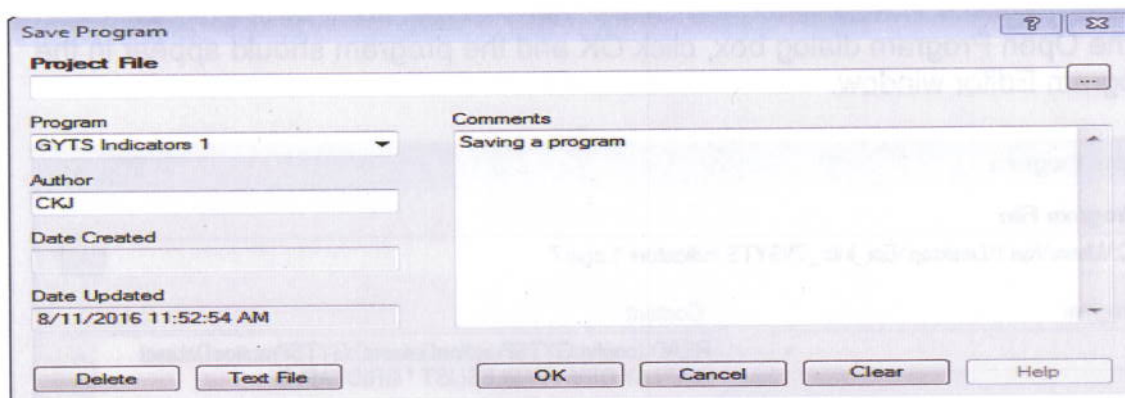 Save Program
Project File
...
Program
Comments
GYTS Indicators 1
Saving a program
Author
CKJ
Date Created
Date Updated
8/11/2016 11:52:54 AM
Delete
Text File
OK
Cancel
Clear
Help